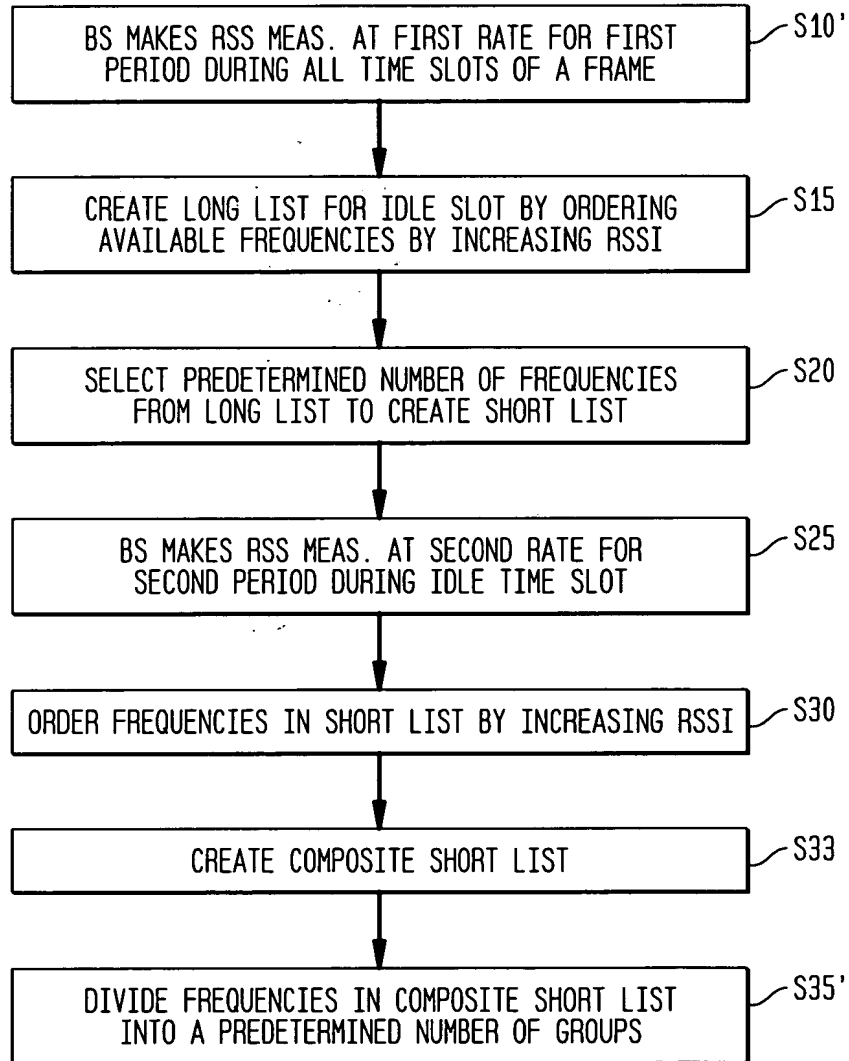 BS MAKES RSS MEAS. AT FIRST RATE FOR FIRST
PERIOD DURING ALL TIME SLOTS OF A FRAME
S10'
CREATE LONG LIST FOR IDLE SLOT BY ORDERING
AVAILABLE FREQUENCIES BY INCREASING RSSI
S15
SELECT PREDETERMINED NUMBER OF FREQUENCIES
FROM LONG LIST TO CREATE SHORT LIST
S20
BS MAKES RSS MEAS. AT SECOND RATE FOR
SECOND PERIOD DURING IDLE TIME SLOT
S25
ORDER FREQUENCIES IN SHORT LIST BY INCREASING RSSI
S30
CREATE COMPOSITE SHORT LIST
S33
DIVIDE FREQUENCIES IN COMPOSITE SHORT LIST
INTO A PREDETERMINED NUMBER OF GROUPS
S35'